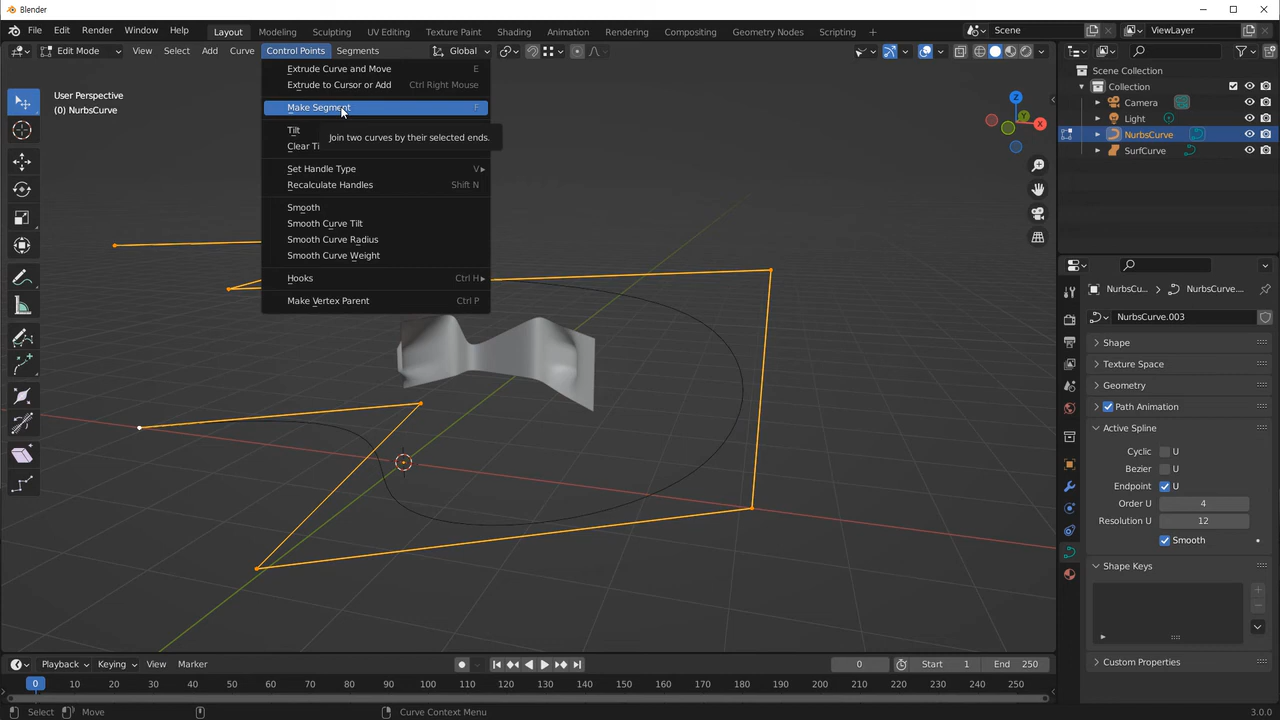 Blender
File Edit Render Window Help Layout Modeling Sculpting UV Editing Texture Paint Shading Animation Rendering Compositing Geometry Nodes Scripting Scene ViewLayer
Edit Mode View Select Add Curve Control Points Segments Global
User Perspective
(0) NurbsCurve
Extrude Curve and Move E
Extrude to Cursor or Add Ctrl Right Mouse
Make Segment F
Tilt
Join two curves by their selected ends.
Clear Ti
Set Handle Type V
Recalculate Handles Shift N
Smooth
Smooth Curve Tilt
Smooth Curve Radius
Smooth Curve Weight
Hooks Ctrl H
Make Vertex Parent Ctrl P
Z
X
Scene Collection
Collection
Camera
Light
NurbsCurve
SurfCurve
NurbsCu... NurbsCurve....
NurbsCurve.003
Shape
Texture Space
Geometry
Path Animation
Active Spline
Cyclic U
Bezier U
Endpoint U
Order U 4
Resolution U 12
Smooth
Shape Keys
Custom Properties
Playback Keying View Marker 0 Start 1 End 250
0 10 20 30 40 50 60 70 80 90 100 110 120 130 140 150 160 170 180 190 200 210 220 230 240 250
Select Move Curve Context Menu 3.0.0